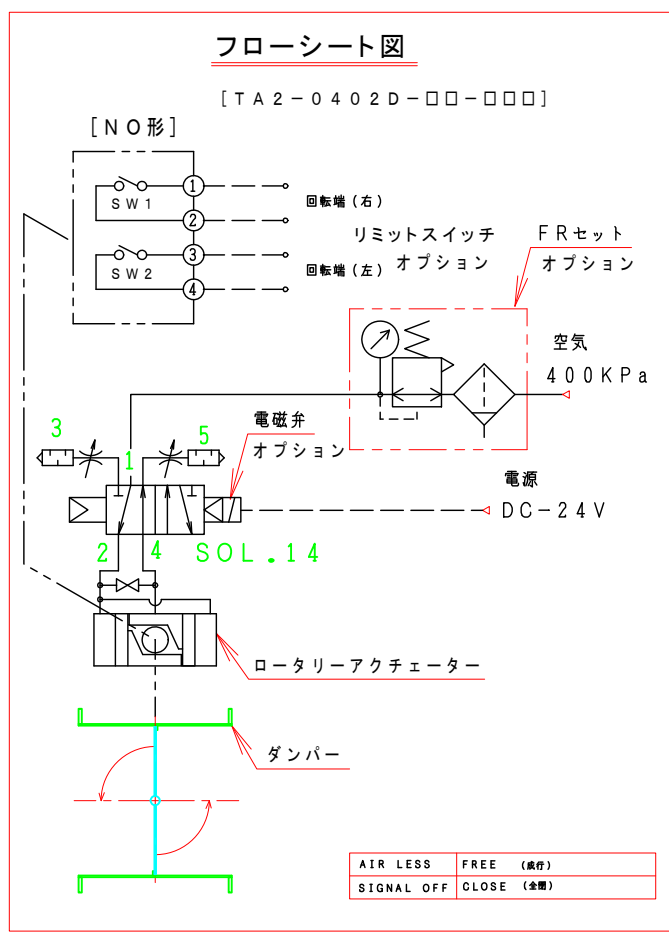 フローシート図
[TA2-0402D-□□-□□□]
[NO形]
1
SW1
2
回転端(右)
3
SW2
4
回転端(左)
リミットスイッチ
オプション
FRセット
オプション
空気
400KPa
電磁弁
オプション
3
1
5
電源
DC-24V
2
4
SOL.14
ロータリーアクチェーター
ダンパー
AIR LESS FREE (成行)
SIGNAL OFF CLOSE (全閉)